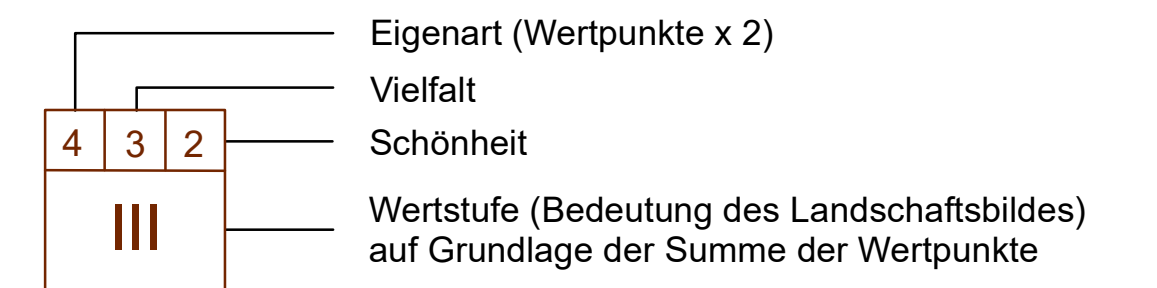 Eigenart (Wertpunkte x 2)
Vielfalt
4 3 2
Schönheit
III
Wertstufe (Bedeutung des Landschaftsbildes)
auf Grundlage der Summe der Wertpunkte